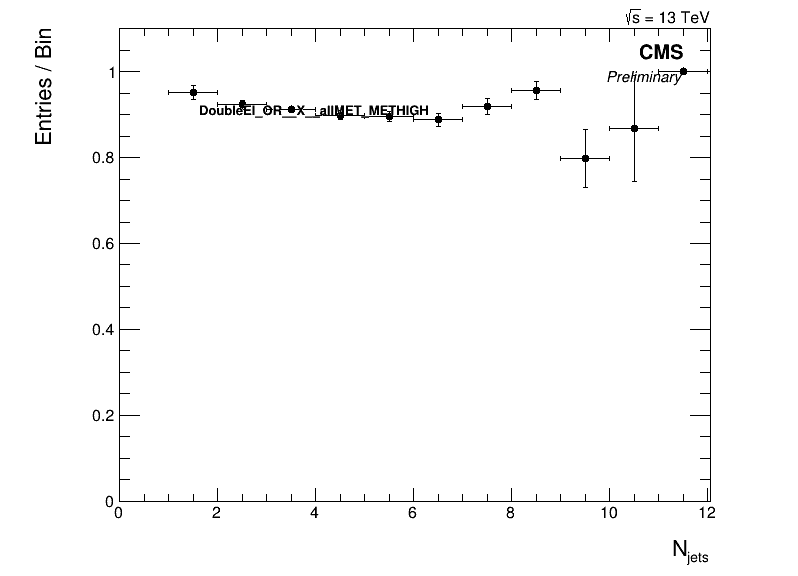 √s = 13 TeV
CMS
Preliminary
DoubleEl_OR__X__allMET_METHIGH
Entries / Bin
1
0.8
0.6
0.4
0.2
0
0 2 4 6 8 10 12
Njets